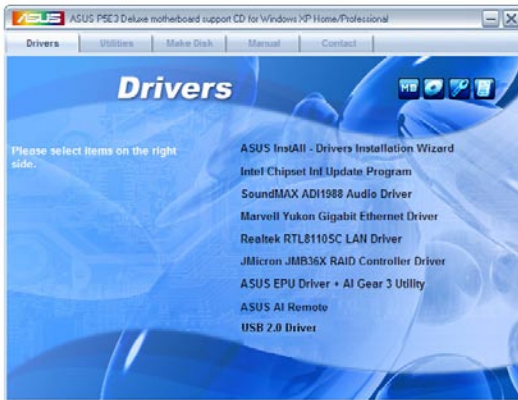 ASUS ASUS P5E3 Deluxe motherboard support CD for Windows XP Home/Professional
Drivers Utilities Make Disk Manual Contact
Drivers
MB
Please select items on the right
side.
ASUS InstAll - Drivers Installation Wizard
Intel Chipset Inf Update Program
SoundMAX ADI1988 Audio Driver
Marvell Yukon Gigabit Ethernet Driver
Realtek RTL8110SC LAN Driver
JMicron JMB36X RAID Controller Driver
ASUS EPU Driver + AI Gear 3 Utility
ASUS AI Remote
USB 2.0 Driver